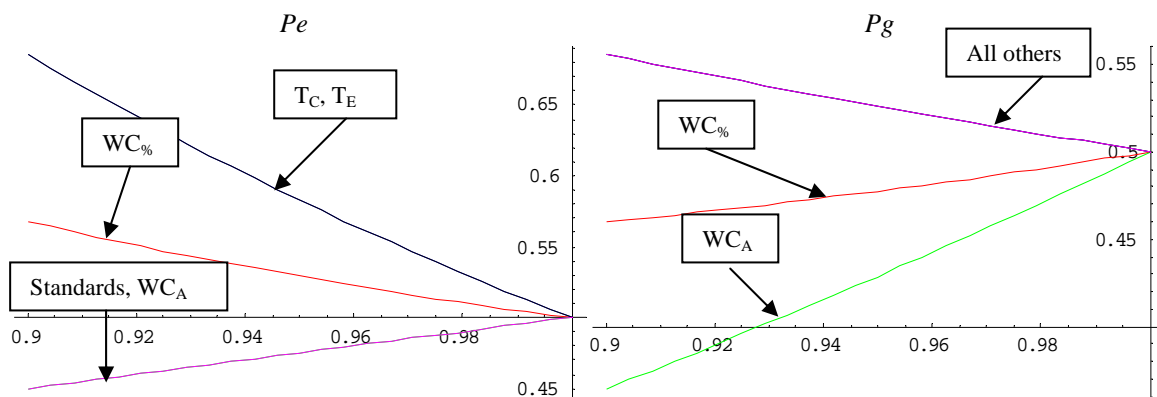 Pe
T_C, T_E
WC_%
Standards, WC_A
0.65
0.6
0.55
0.45
0.9 0.92 0.94 0.96 0.98
Pg
All others
WC_%
WC_A
0.55
0.5
0.45
0.9 0.92 0.94 0.96 0.98